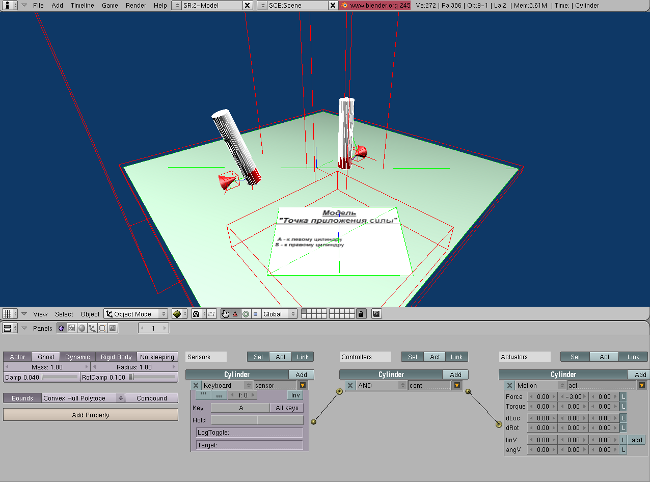 File Add Timeline Game Render Help SR:2-Model SCE:Scene www.blender.org 245 Ve:272 | Fa:306 | Ob:9-1 | La:2 | Mem:0.61M | Time: | Cylinder
Модель
"Точка приложения силы"
А - к левому цилиндру
В - к правому цилиндру
View Select Object Object Mode Global
Panels 1
Actor Ghost Dynamic Rigid Body No sleeping
Mass: 1.00 Radius: 1.00
Damp 0.040 RotDamp 0.100
Bounds Convex Hull Polytope Compound
Add Property
Sensors Sel Act Link
Cylinder Add
Keyboard sensor
Inv
Key A All keys
Hold
LogToggle:
Target:
Controllers Sel Act Link
Cylinder Add
AND cont
Actuators Sel Act Link
Cylinder Add
Motion act
Force 0.00 0.00 L
Torque 0.00 0.00 0.00 L
dLoc 0.00 0.00 0.00 L
dRot 0.00 0.00 0.00 L
linV 0.00 0.00 0.00 L add
angV 0.00 0.00 0.00 L